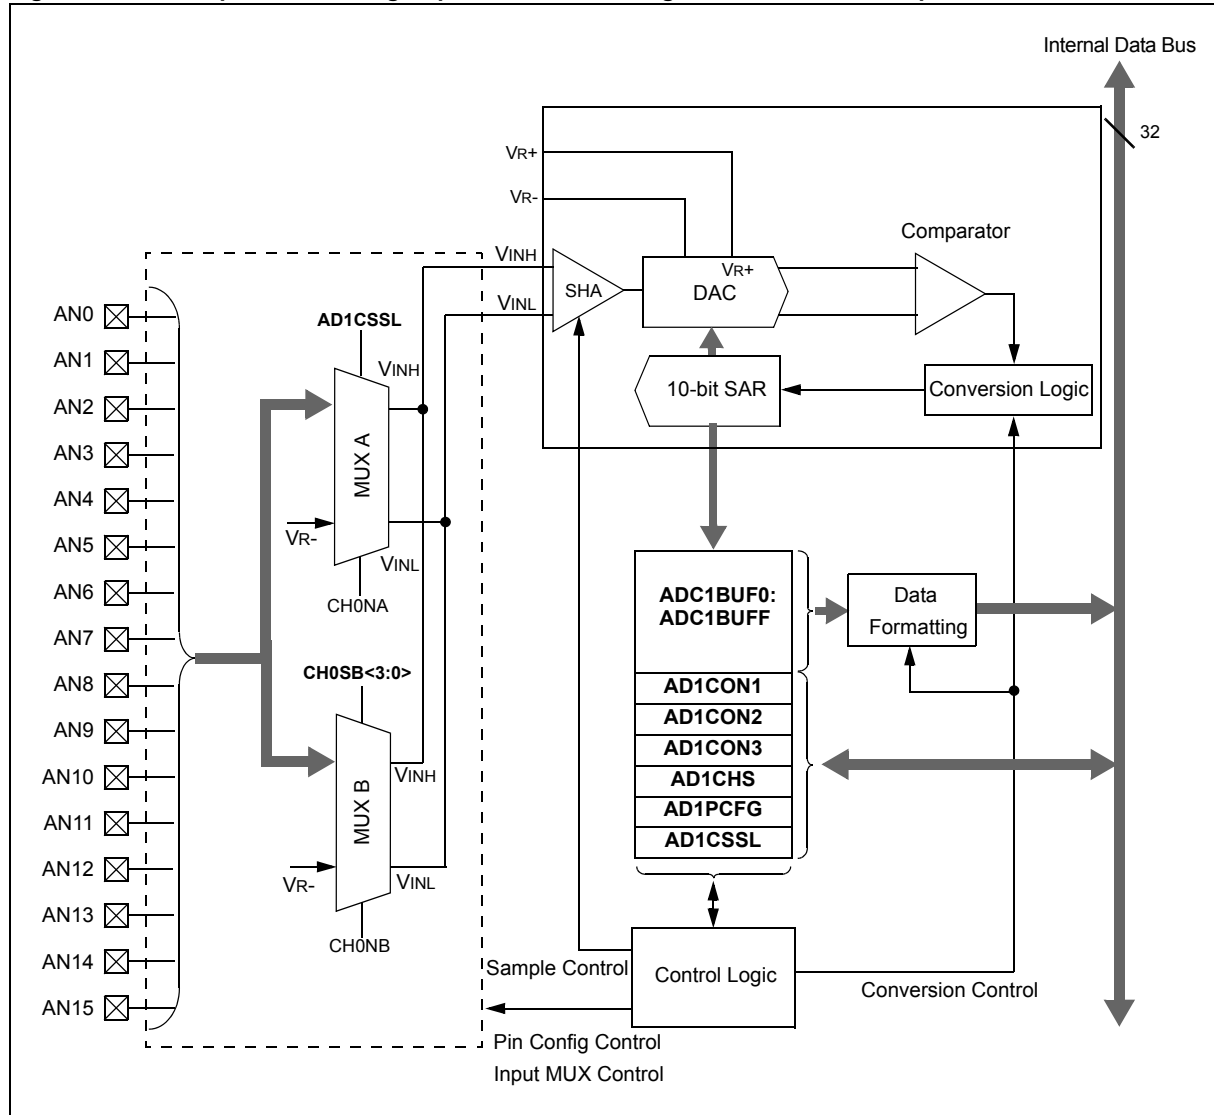 Internal Data Bus
32
VR+
VR-
VINH
VINL
SHA
VR+
DAC
Comparator
10-bit SAR
Conversion Logic
AN0
AN1
AN2
AN3
AN4
AN5
AN6
AN7
AN8
AN9
AN10
AN11
AN12
AN13
AN14
AN15
AD1CSSL
VINH
MUX A
VR-
VINL
CH0NA
CH0SB<3:0>
VINH
MUX B
VR-
VINL
CH0NB
ADC1BUF0:
ADC1BUFF
AD1CON1
AD1CON2
AD1CON3
AD1CHS
AD1PCFG
AD1CSSL
Data
Formatting
Sample Control
Control Logic
Conversion Control
Pin Config Control
Input MUX Control